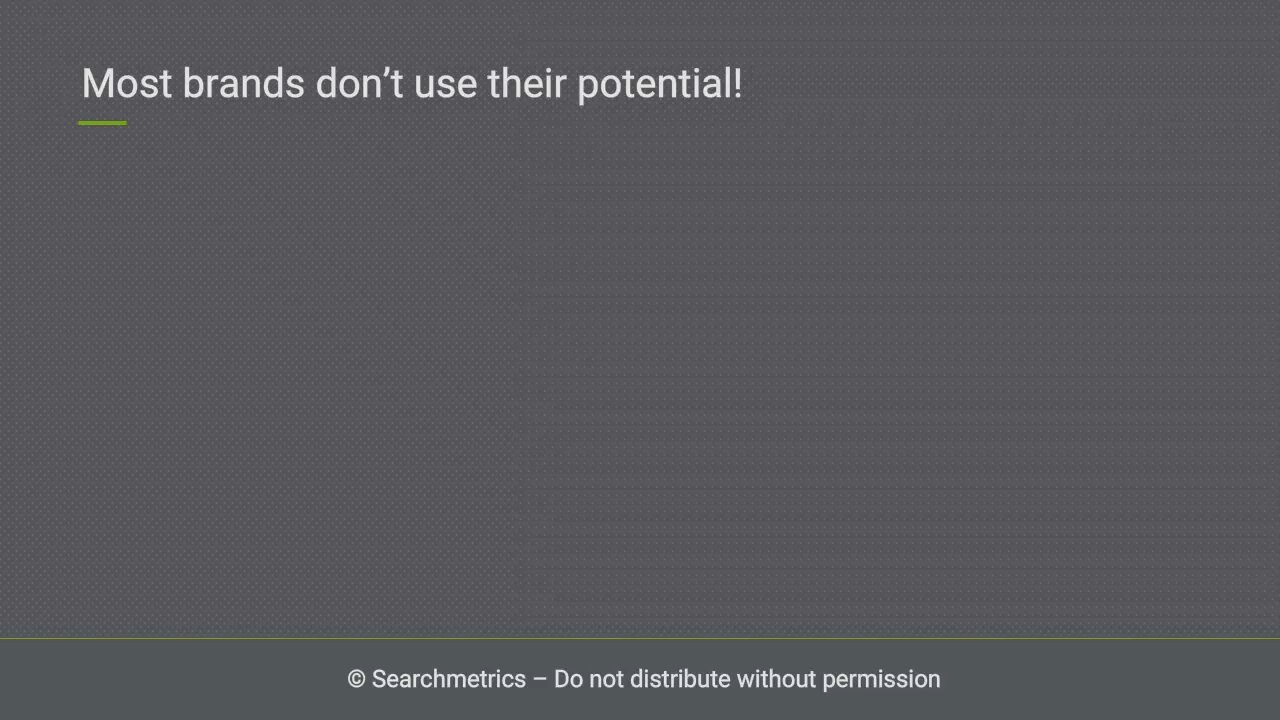 Most brands don’t use their potential!
© Searchmetrics – Do not distribute without permission